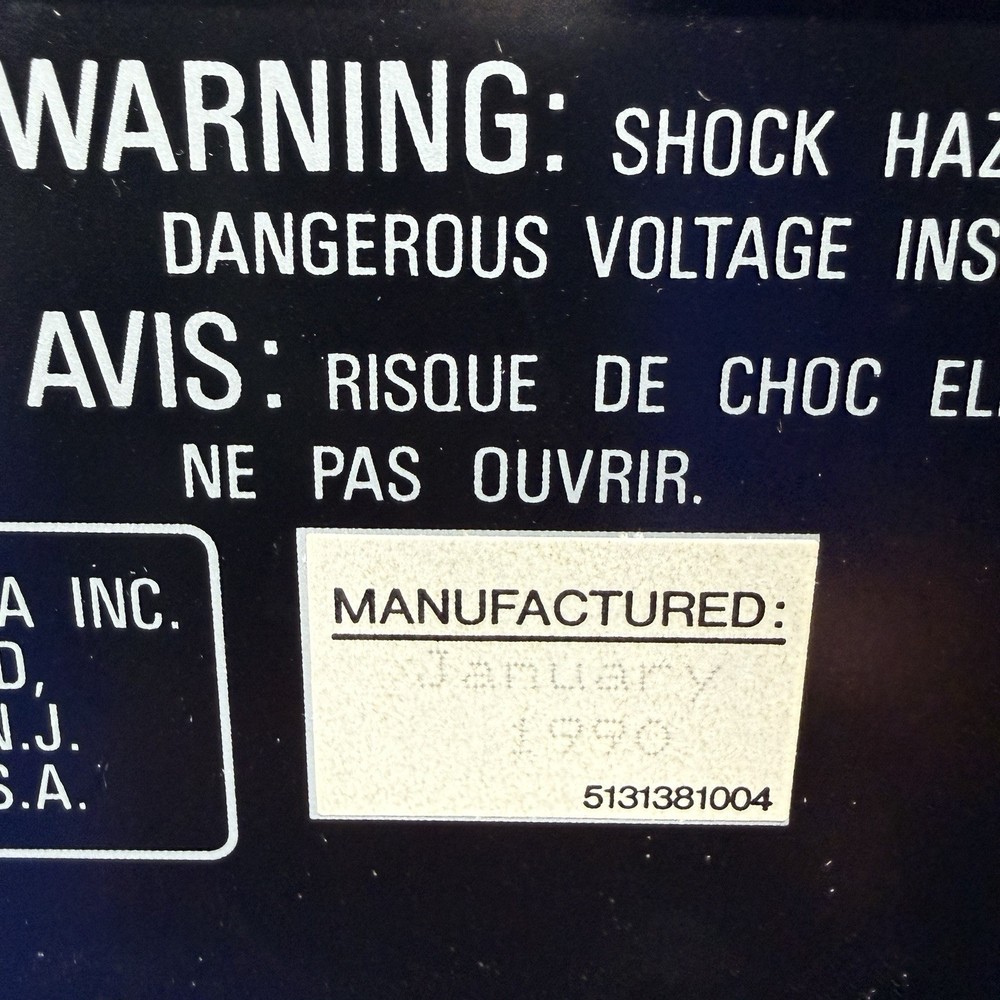 WARNING: SHOCK HAZ
DANGEROUS VOLTAGE INS
AVIS: RISQUE DE CHOC EL
NE PAS OUVRIR.
A INC.
D,
N.J.
S.A.
MANUFACTURED:
January
1990
5131381004